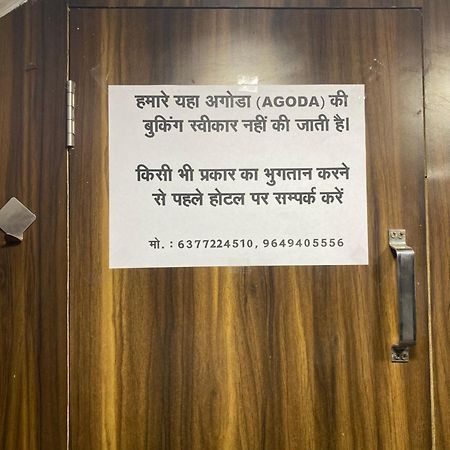 हमारे यहा अगोडा (AGODA) की
बुकिंग स्वीकार नहीं की जाती है।
किसी भी प्रकार का भुगतान करने
से पहले होटल पर सम्पर्क करें
मो. : 6377224510, 9649405556